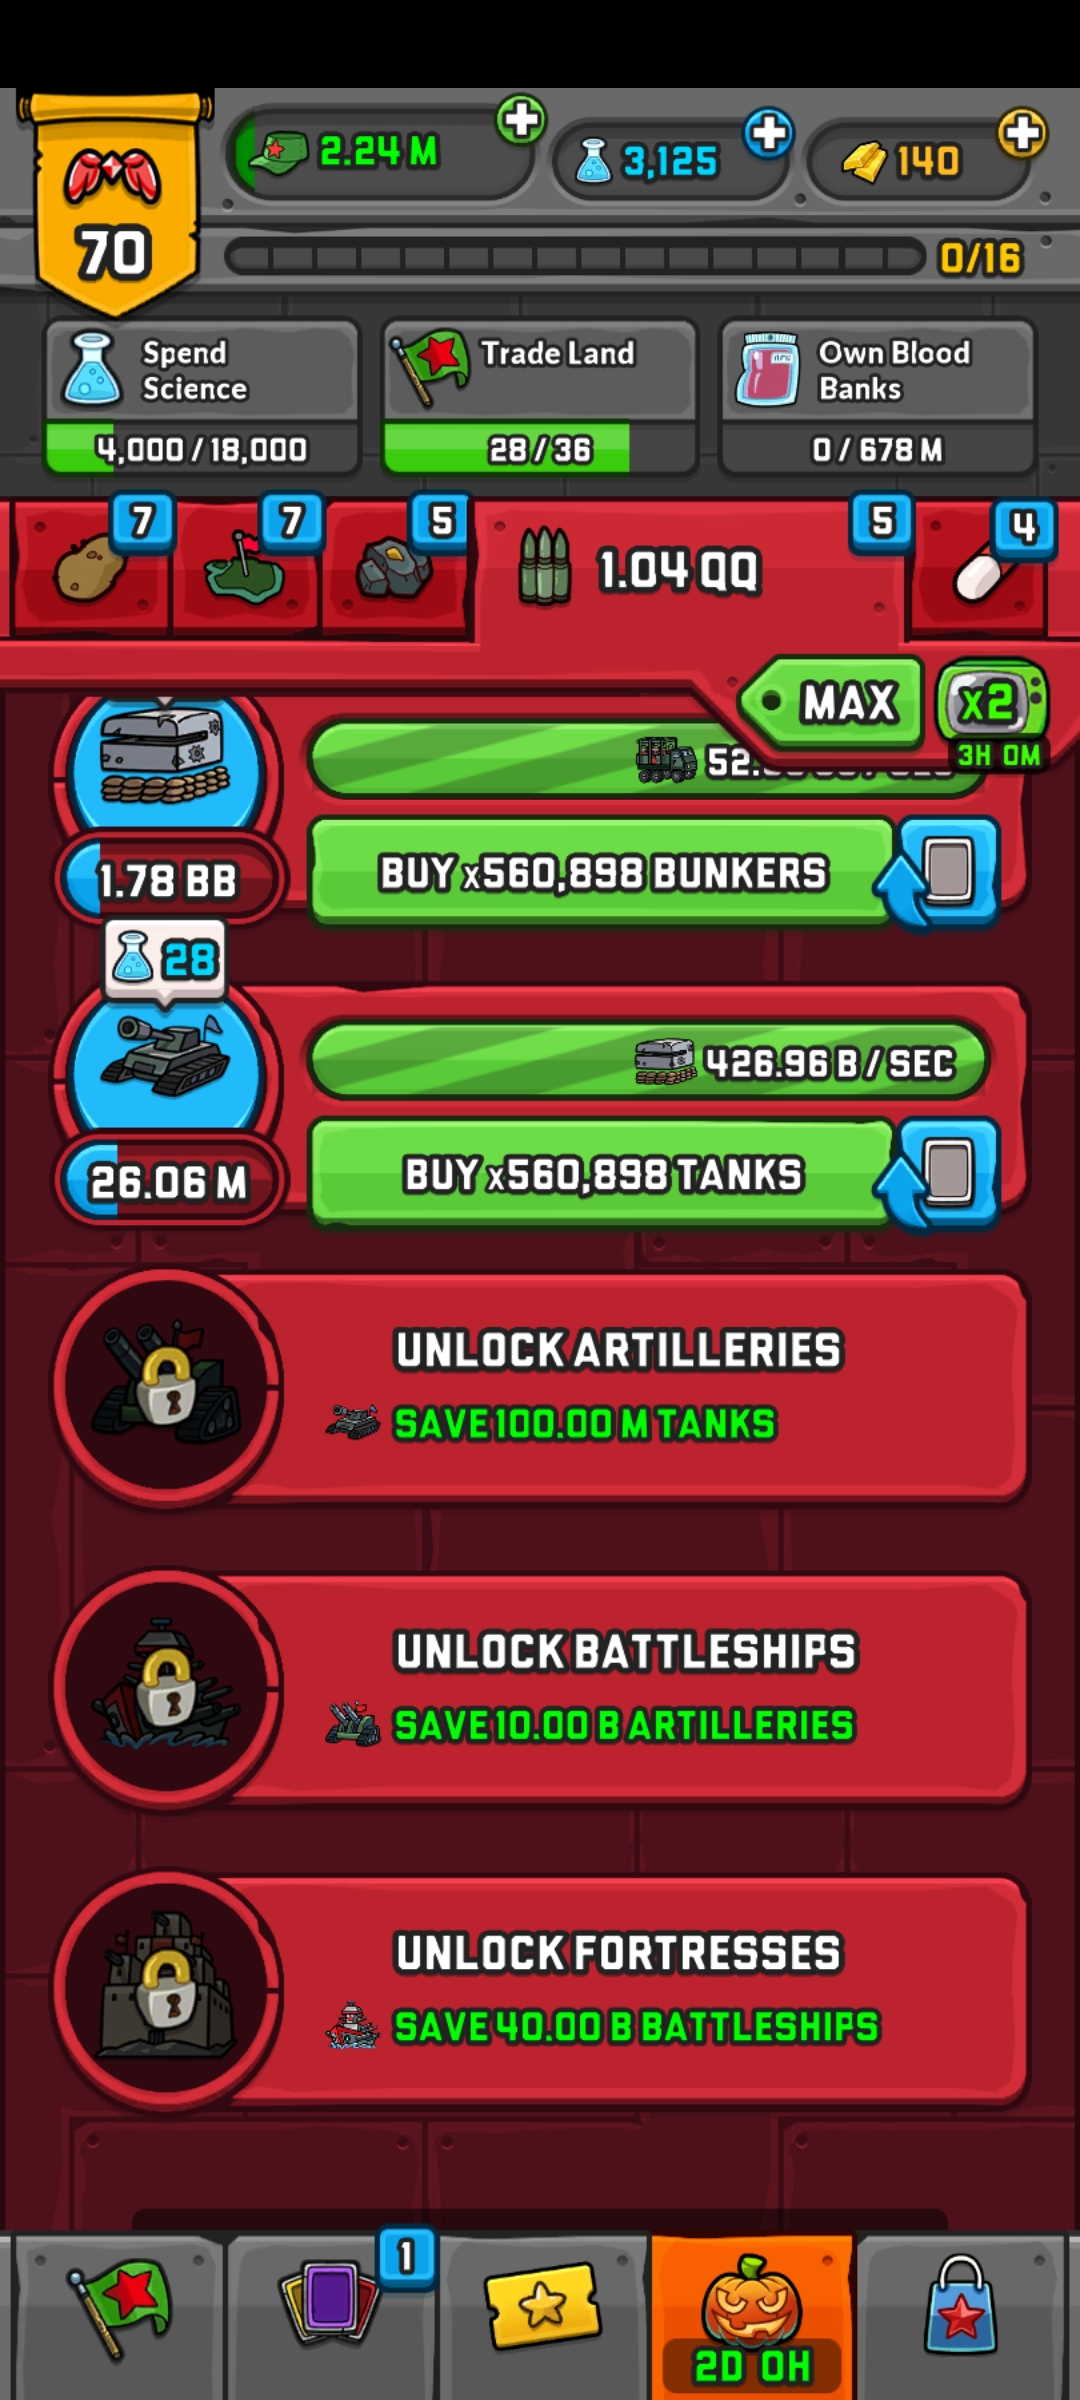 2.24 M
3,125
140
70
0/16
Spend
Science
4,000 / 18,000
Trade Land
28 / 36
Own Blood
Banks
0 / 678 M
7
7
5
1.04 QQ
5
4
MAX
x2
3H 0M
52.
1.78 BB
BUY x560,898 BUNKERS
28
426.96 B / SEC
26.06 M
BUY x560,898 TANKS
UNLOCK ARTILLERIES
SAVE 100.00 M TANKS
UNLOCK BATTLESHIPS
SAVE 10.00 B ARTILLERIES
UNLOCK FORTRESSES
SAVE 40.00 B BATTLESHIPS
1
2D 0H